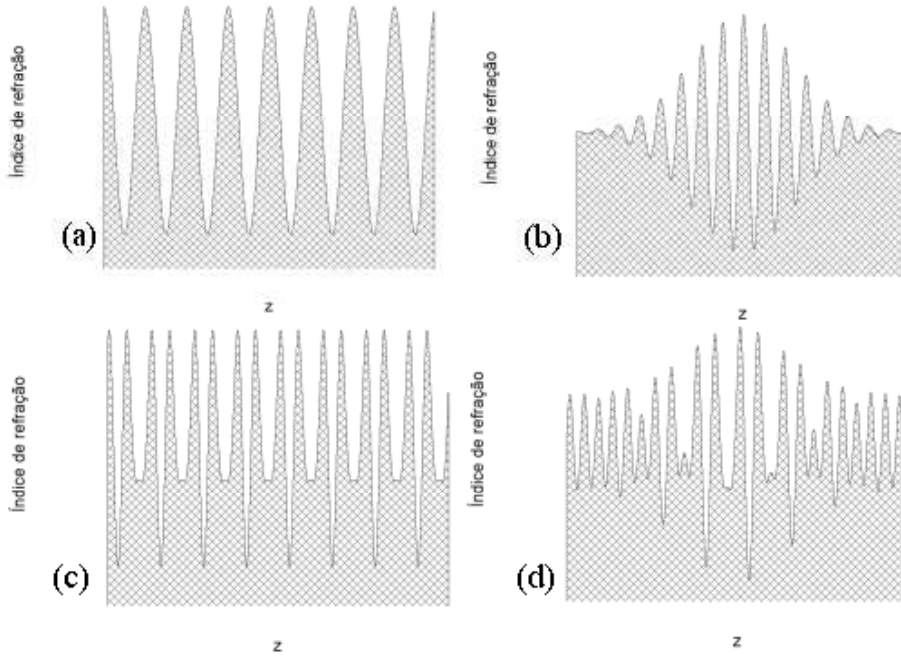 Índice de refração
(a)
z
Índice de refração
(b)
z
Índice de refração
(c)
z
Índice de refração
(d)
z